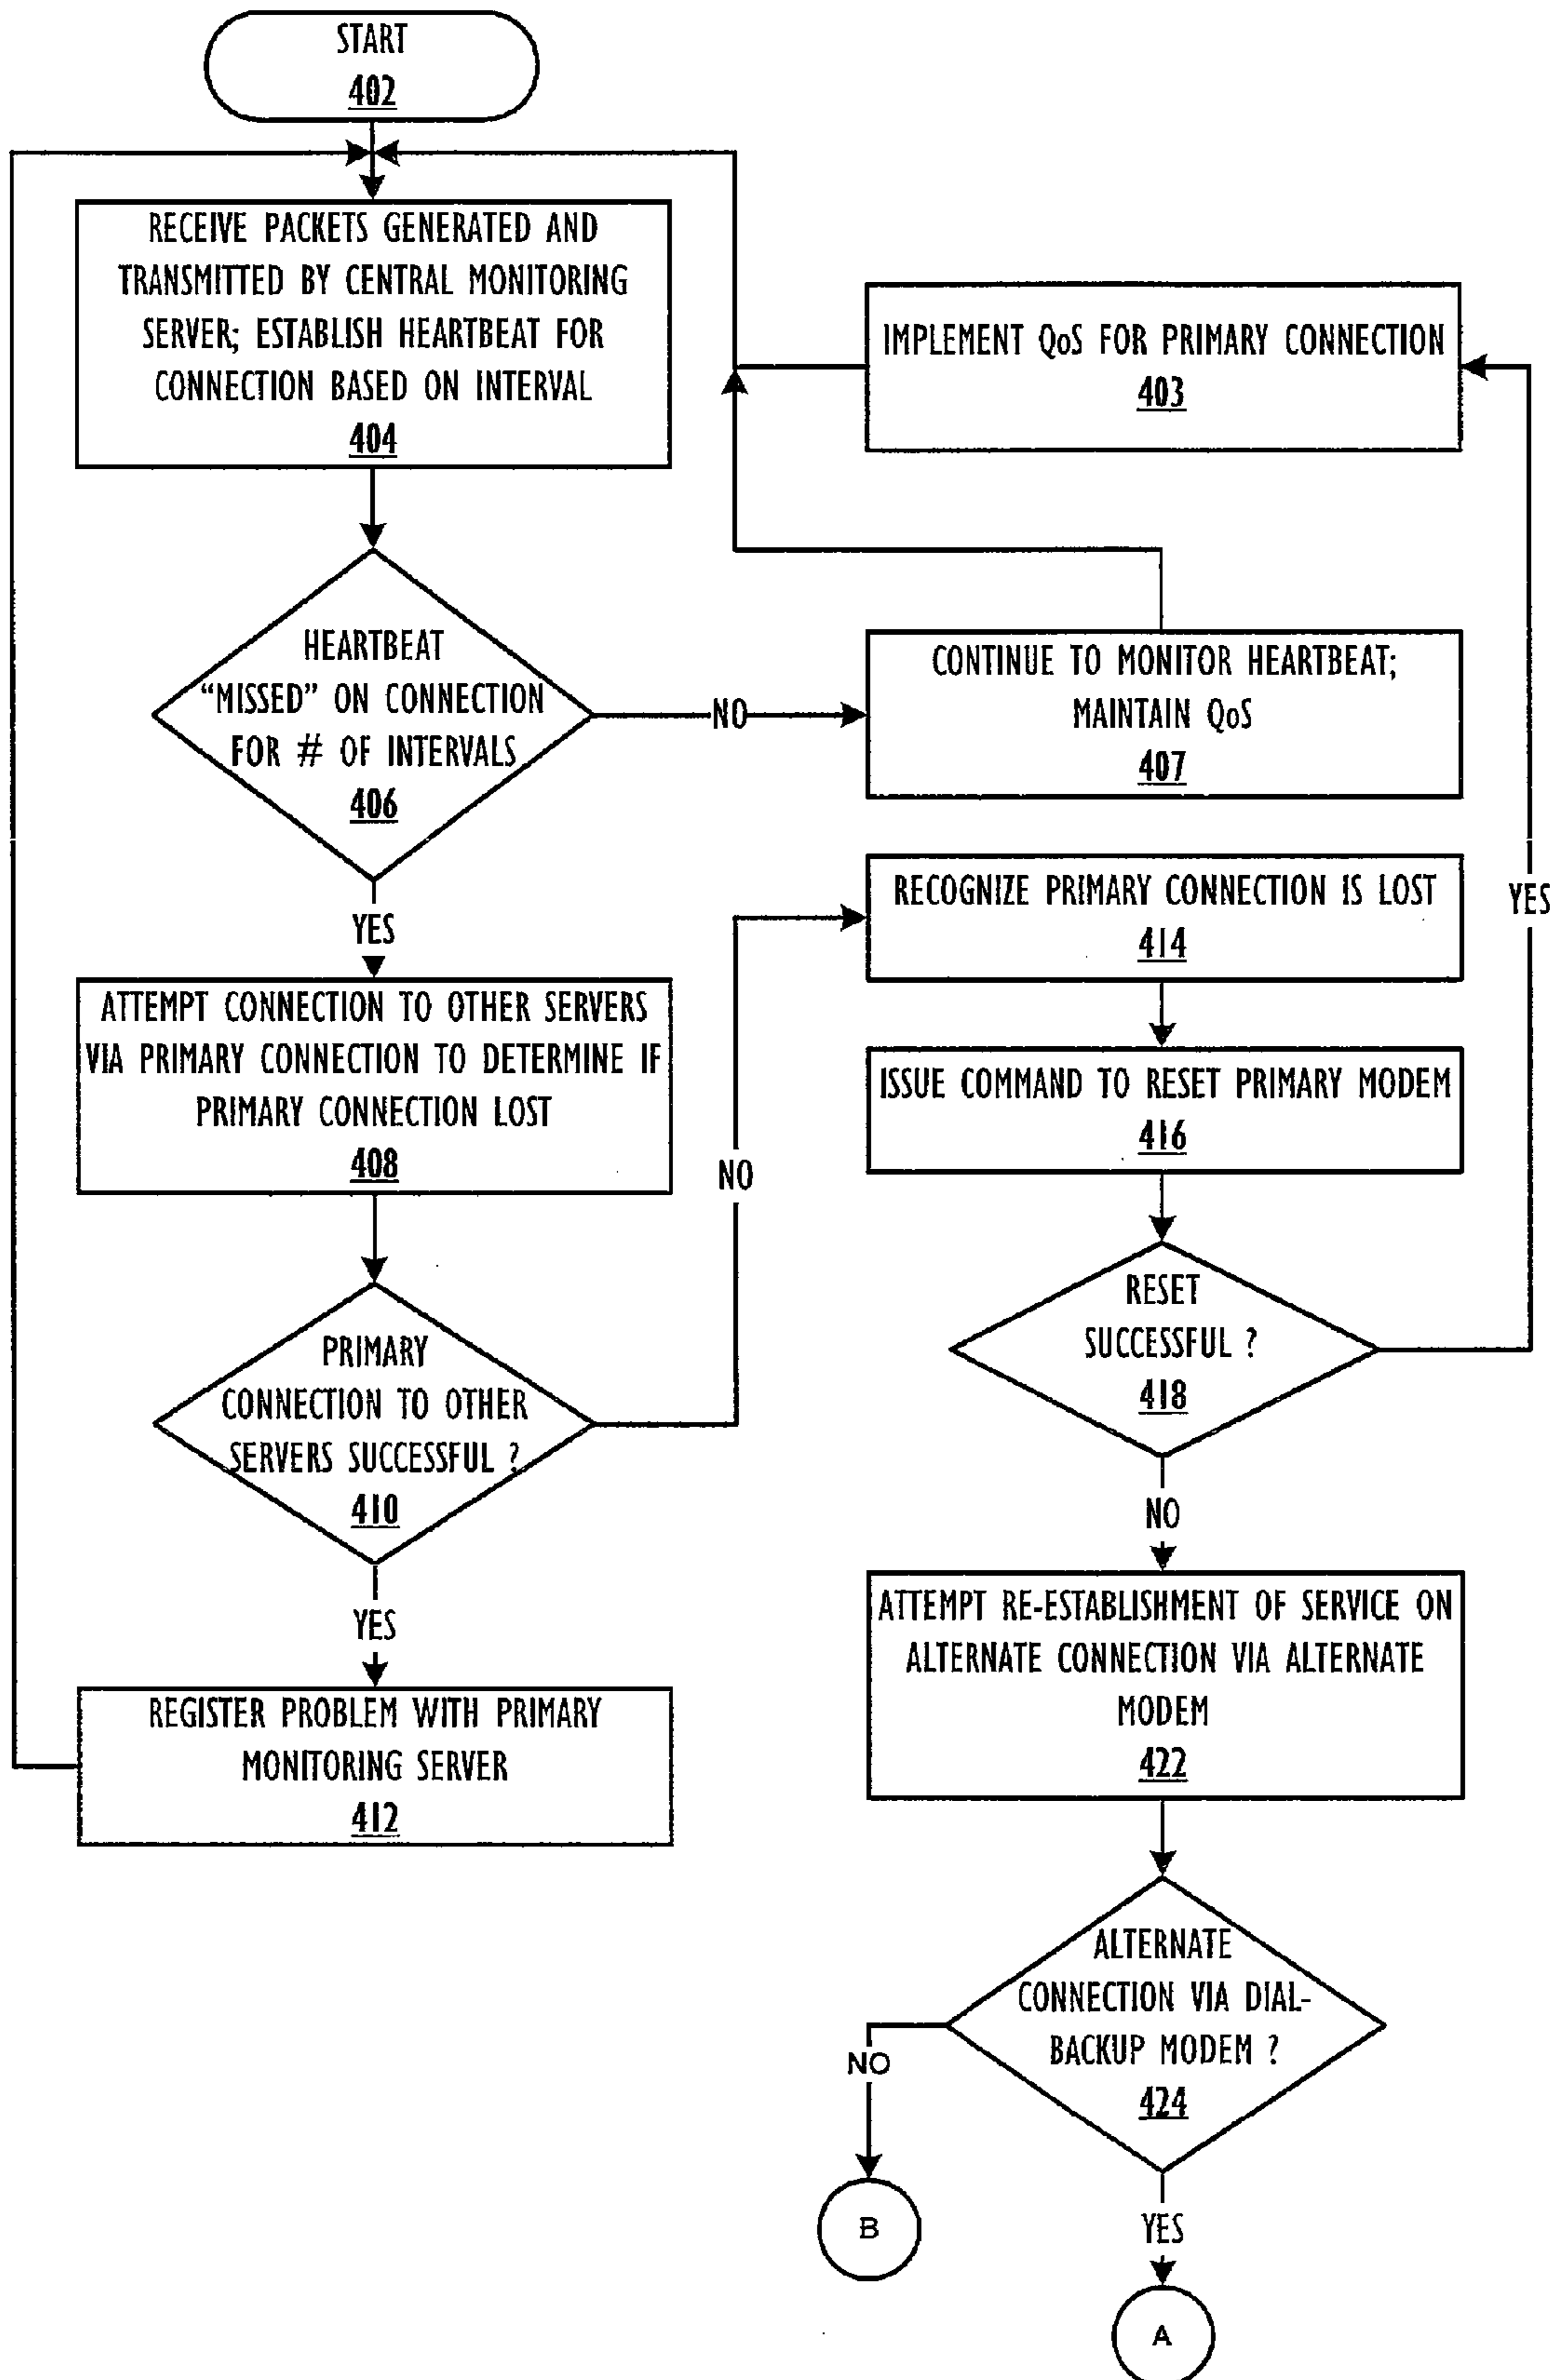 START
402
RECEIVE PACKETS GENERATED AND
TRANSMITTED BY CENTRAL MONITORING
SERVER; ESTABLISH HEARTBEAT FOR
CONNECTION BASED ON INTERVAL
404
IMPLEMENT QoS FOR PRIMARY CONNECTION
403
HEARTBEAT
“MISSED” ON CONNECTION
FOR # OF INTERVALS
406
NO
CONTINUE TO MONITOR HEARTBEAT;
MAINTAIN QoS
407
YES
ATTEMPT CONNECTION TO OTHER SERVERS
VIA PRIMARY CONNECTION TO DETERMINE IF
PRIMARY CONNECTION LOST
408
PRIMARY
CONNECTION TO OTHER
SERVERS SUCCESSFUL ?
410
NO
YES
REGISTER PROBLEM WITH PRIMARY
MONITORING SERVER
412
RECOGNIZE PRIMARY CONNECTION IS LOST
414
ISSUE COMMAND TO RESET PRIMARY MODEM
416
RESET
SUCCESSFUL ?
418
YES
NO
ATTEMPT RE-ESTABLISHMENT OF SERVICE ON
ALTERNATE CONNECTION VIA ALTERNATE
MODEM
422
ALTERNATE
CONNECTION VIA DIAL-
BACKUP MODEM ?
424
NO
B
YES
A